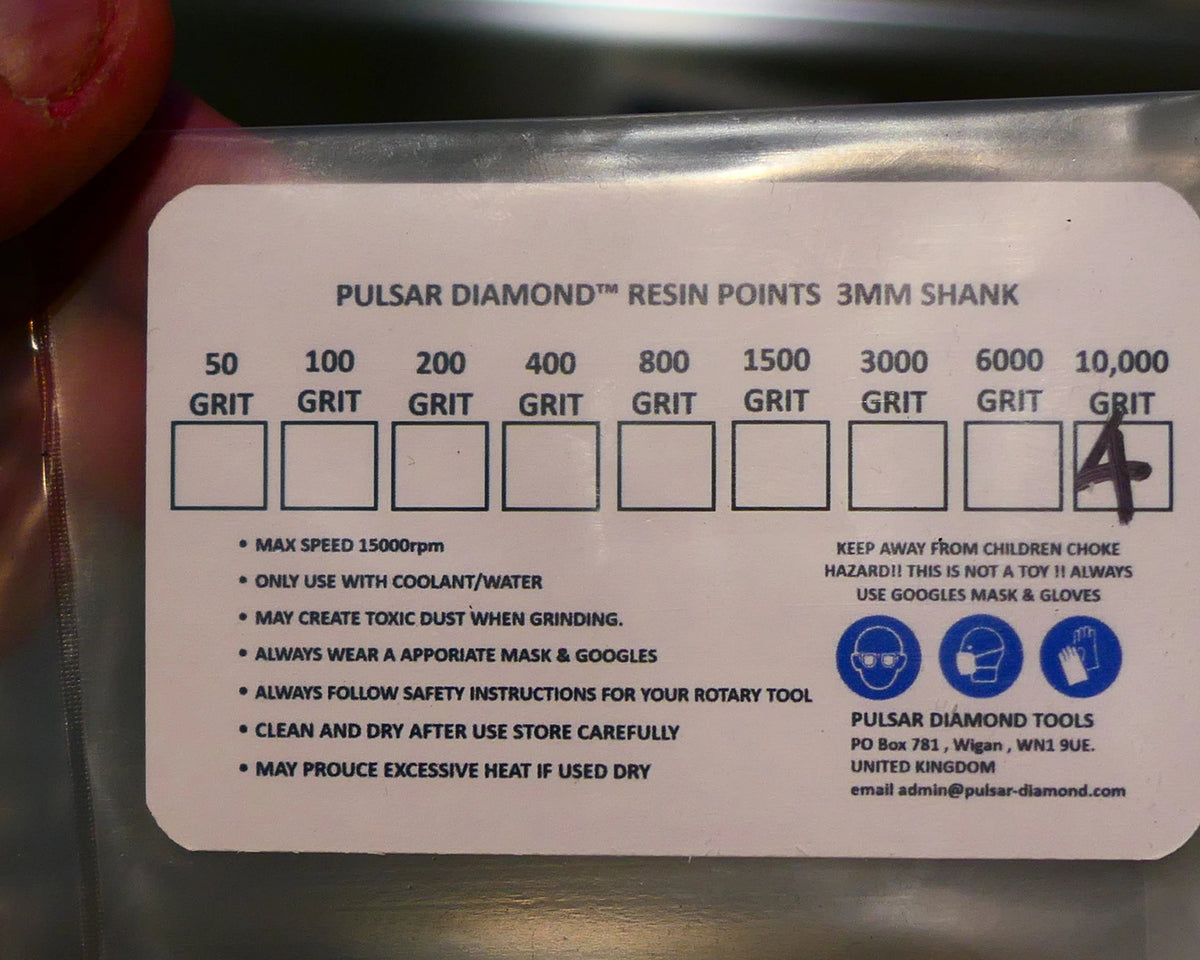 PULSAR DIAMOND™ RESIN POINTS 3MM SHANK
50 100 200 400 800 1500 3000 6000 10,000
GRIT GRIT GRIT GRIT GRIT GRIT GRIT GRIT GRIT
4
• MAX SPEED 15000rpm
• ONLY USE WITH COOLANT/WATER
• MAY CREATE TOXIC DUST WHEN GRINDING.
• ALWAYS WEAR A APPORIATE MASK & GOOGLES
• ALWAYS FOLLOW SAFETY INSTRUCTIONS FOR YOUR ROTARY TOOL
• CLEAN AND DRY AFTER USE STORE CAREFULLY
• MAY PROUCE EXCESSIVE HEAT IF USED DRY
KEEP AWAY FROM CHILDREN CHOKE
HAZARD!! THIS IS NOT A TOY !! ALWAYS
USE GOOGLES MASK & GLOVES
PULSAR DIAMOND TOOLS
PO Box 781 , Wigan , WN1 9UE.
UNITED KINGDOM
email admin@pulsar-diamond.com